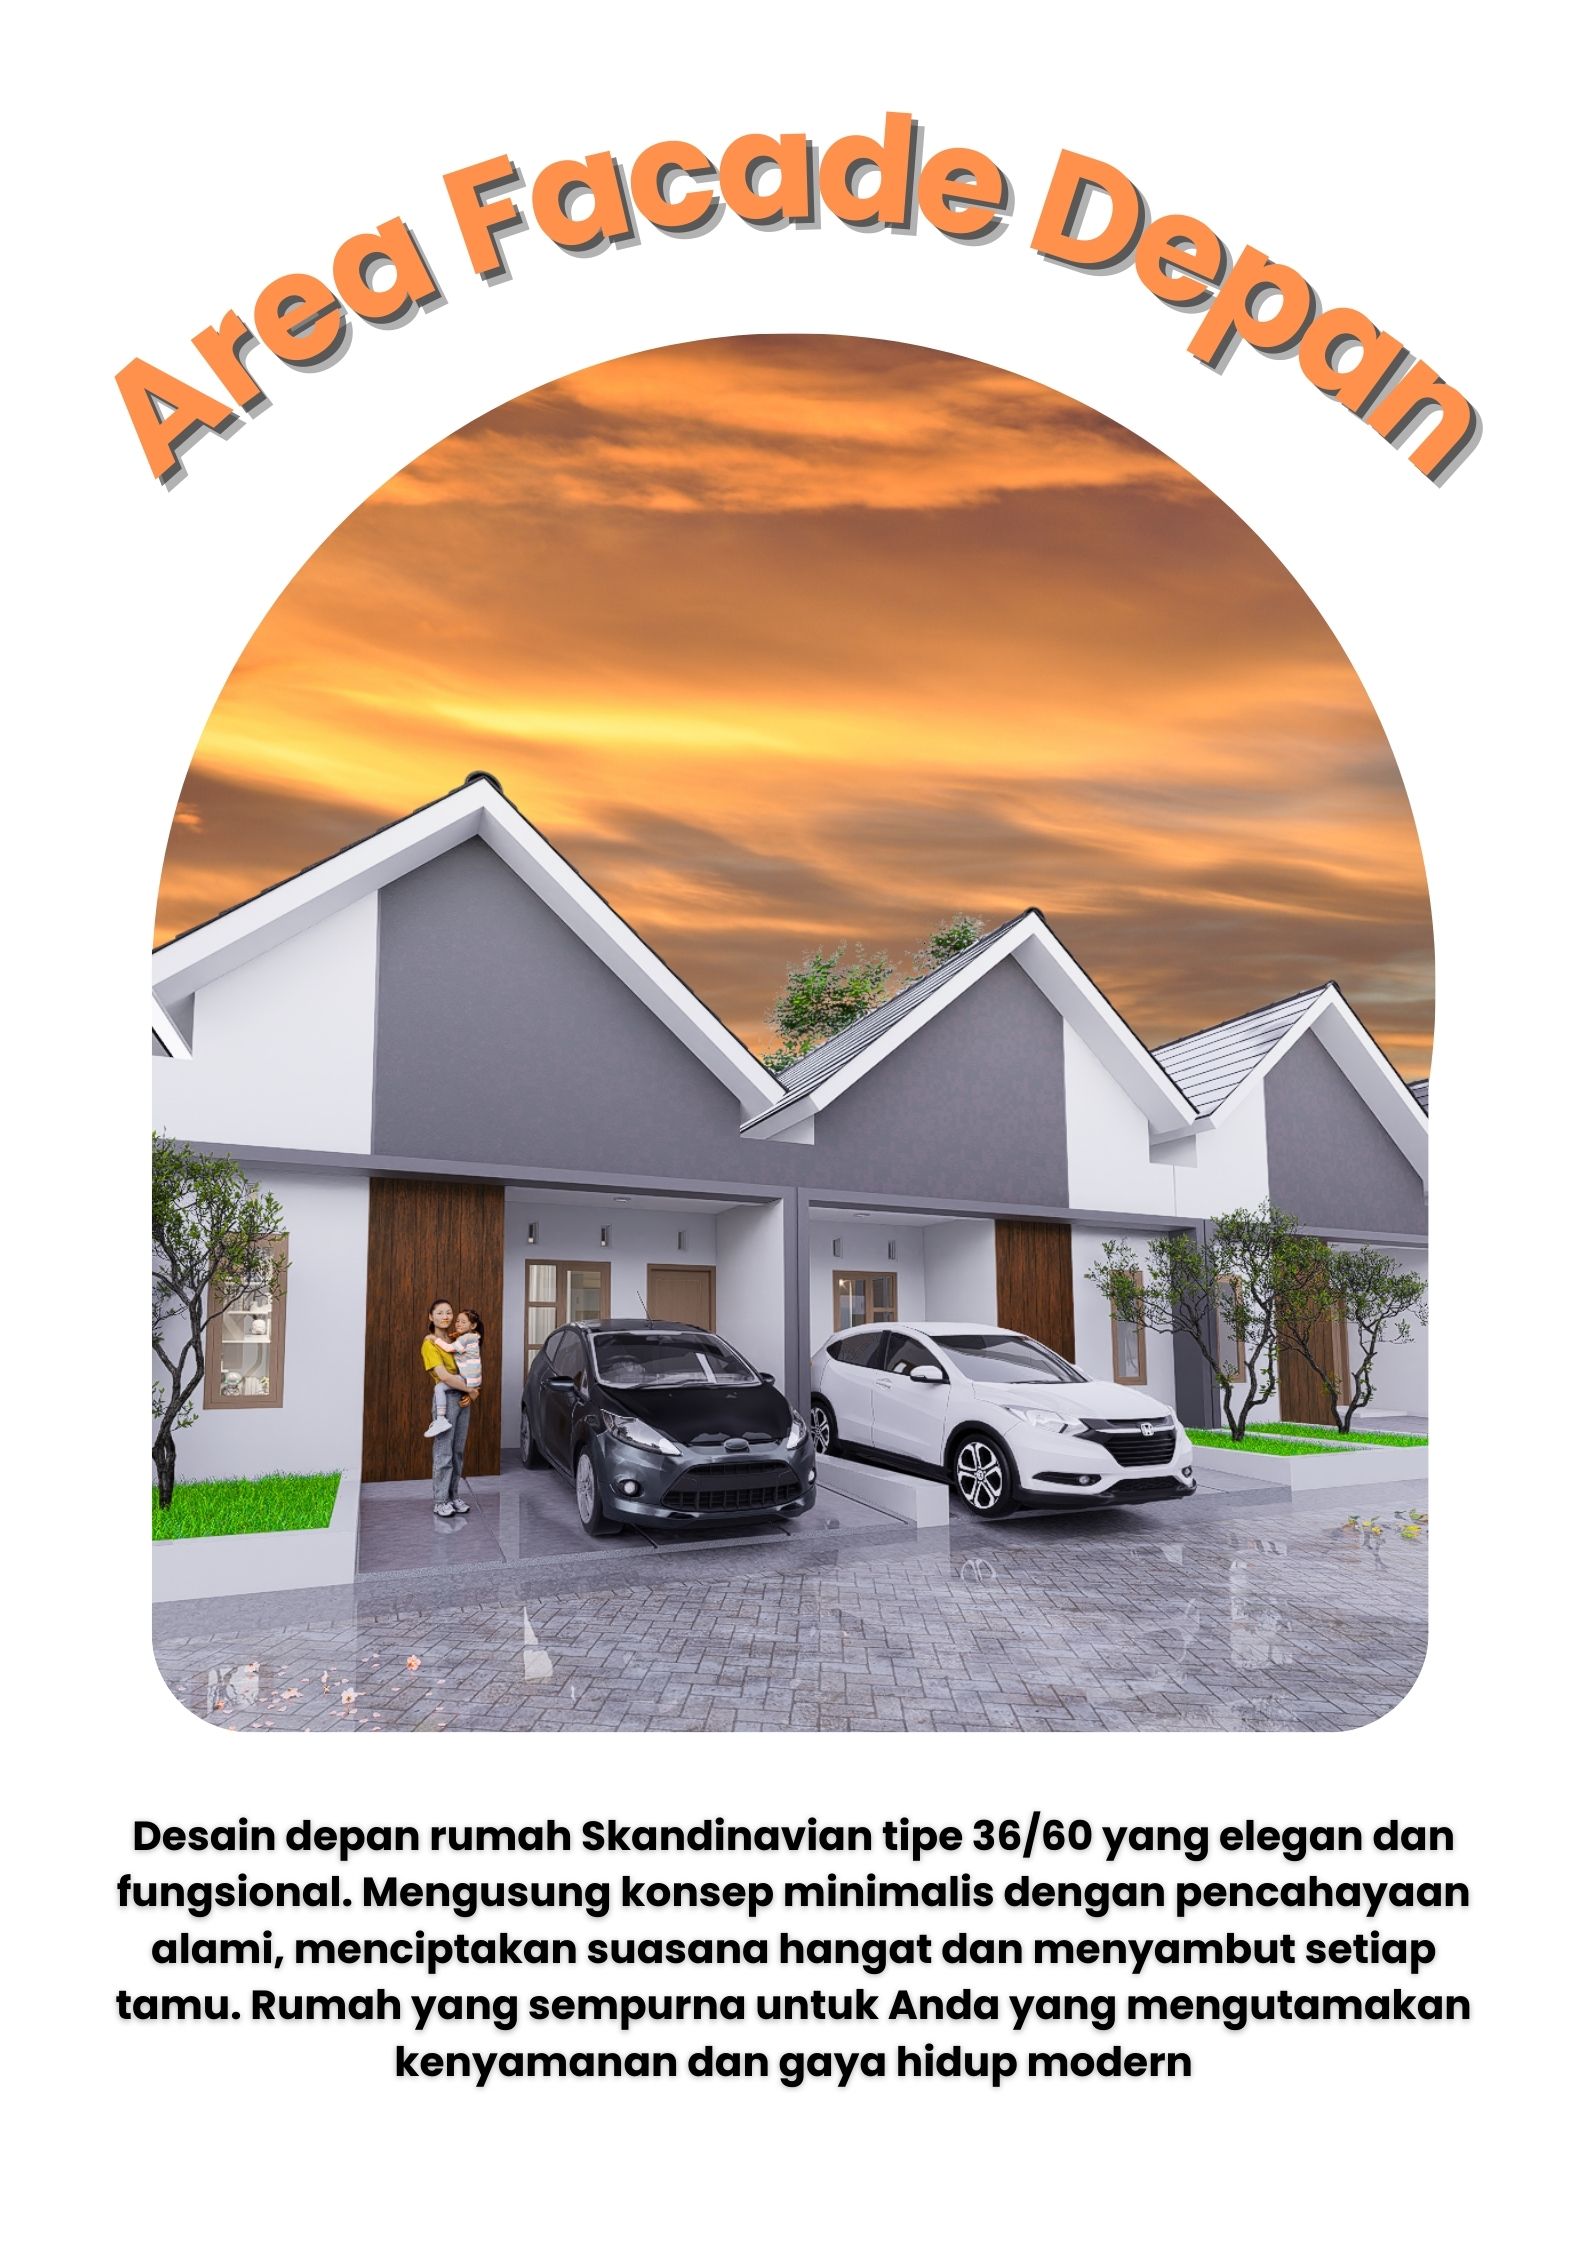 Area Facade Depan
Desain depan rumah Skandinavian tipe 36/60 yang elegan dan
fungsional. Mengusung konsep minimalis dengan pencahayaan
alami, menciptakan suasana hangat dan menyambut setiap
tamu. Rumah yang sempurna untuk Anda yang mengutamakan
kenyamanan dan gaya hidup modern